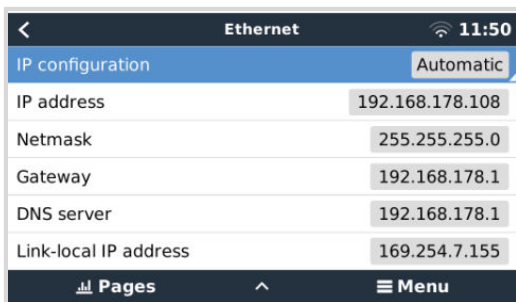 Ethernet 11:50
IP configuration Automatic
IP address 192.168.178.108
Netmask 255.255.255.0
Gateway 192.168.178.1
DNS server 192.168.178.1
Link-local IP address 169.254.7.155
Pages Menu